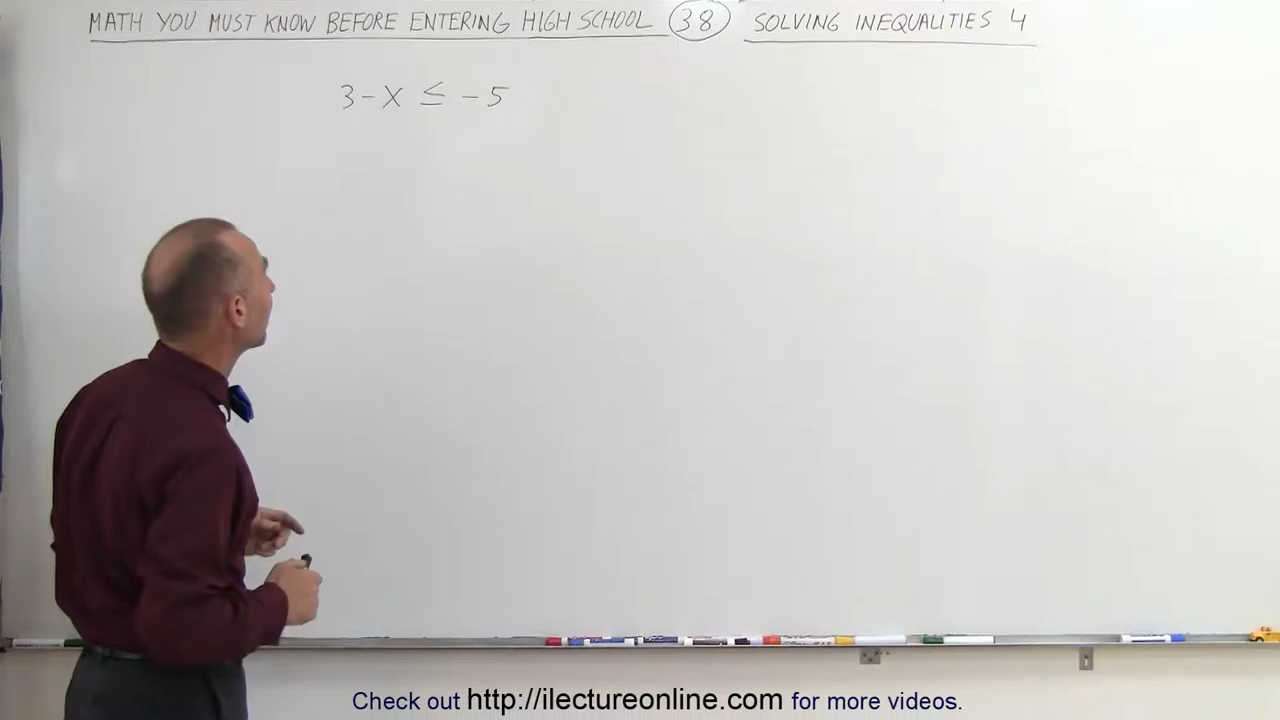 MATH YOU MUST KNOW BEFORE ENTERING HIGH SCHOOL 38 SOLVING INEQUALITIES 4
3 - X ≤ - 5
Check out http://ilectureonline.com for more videos.